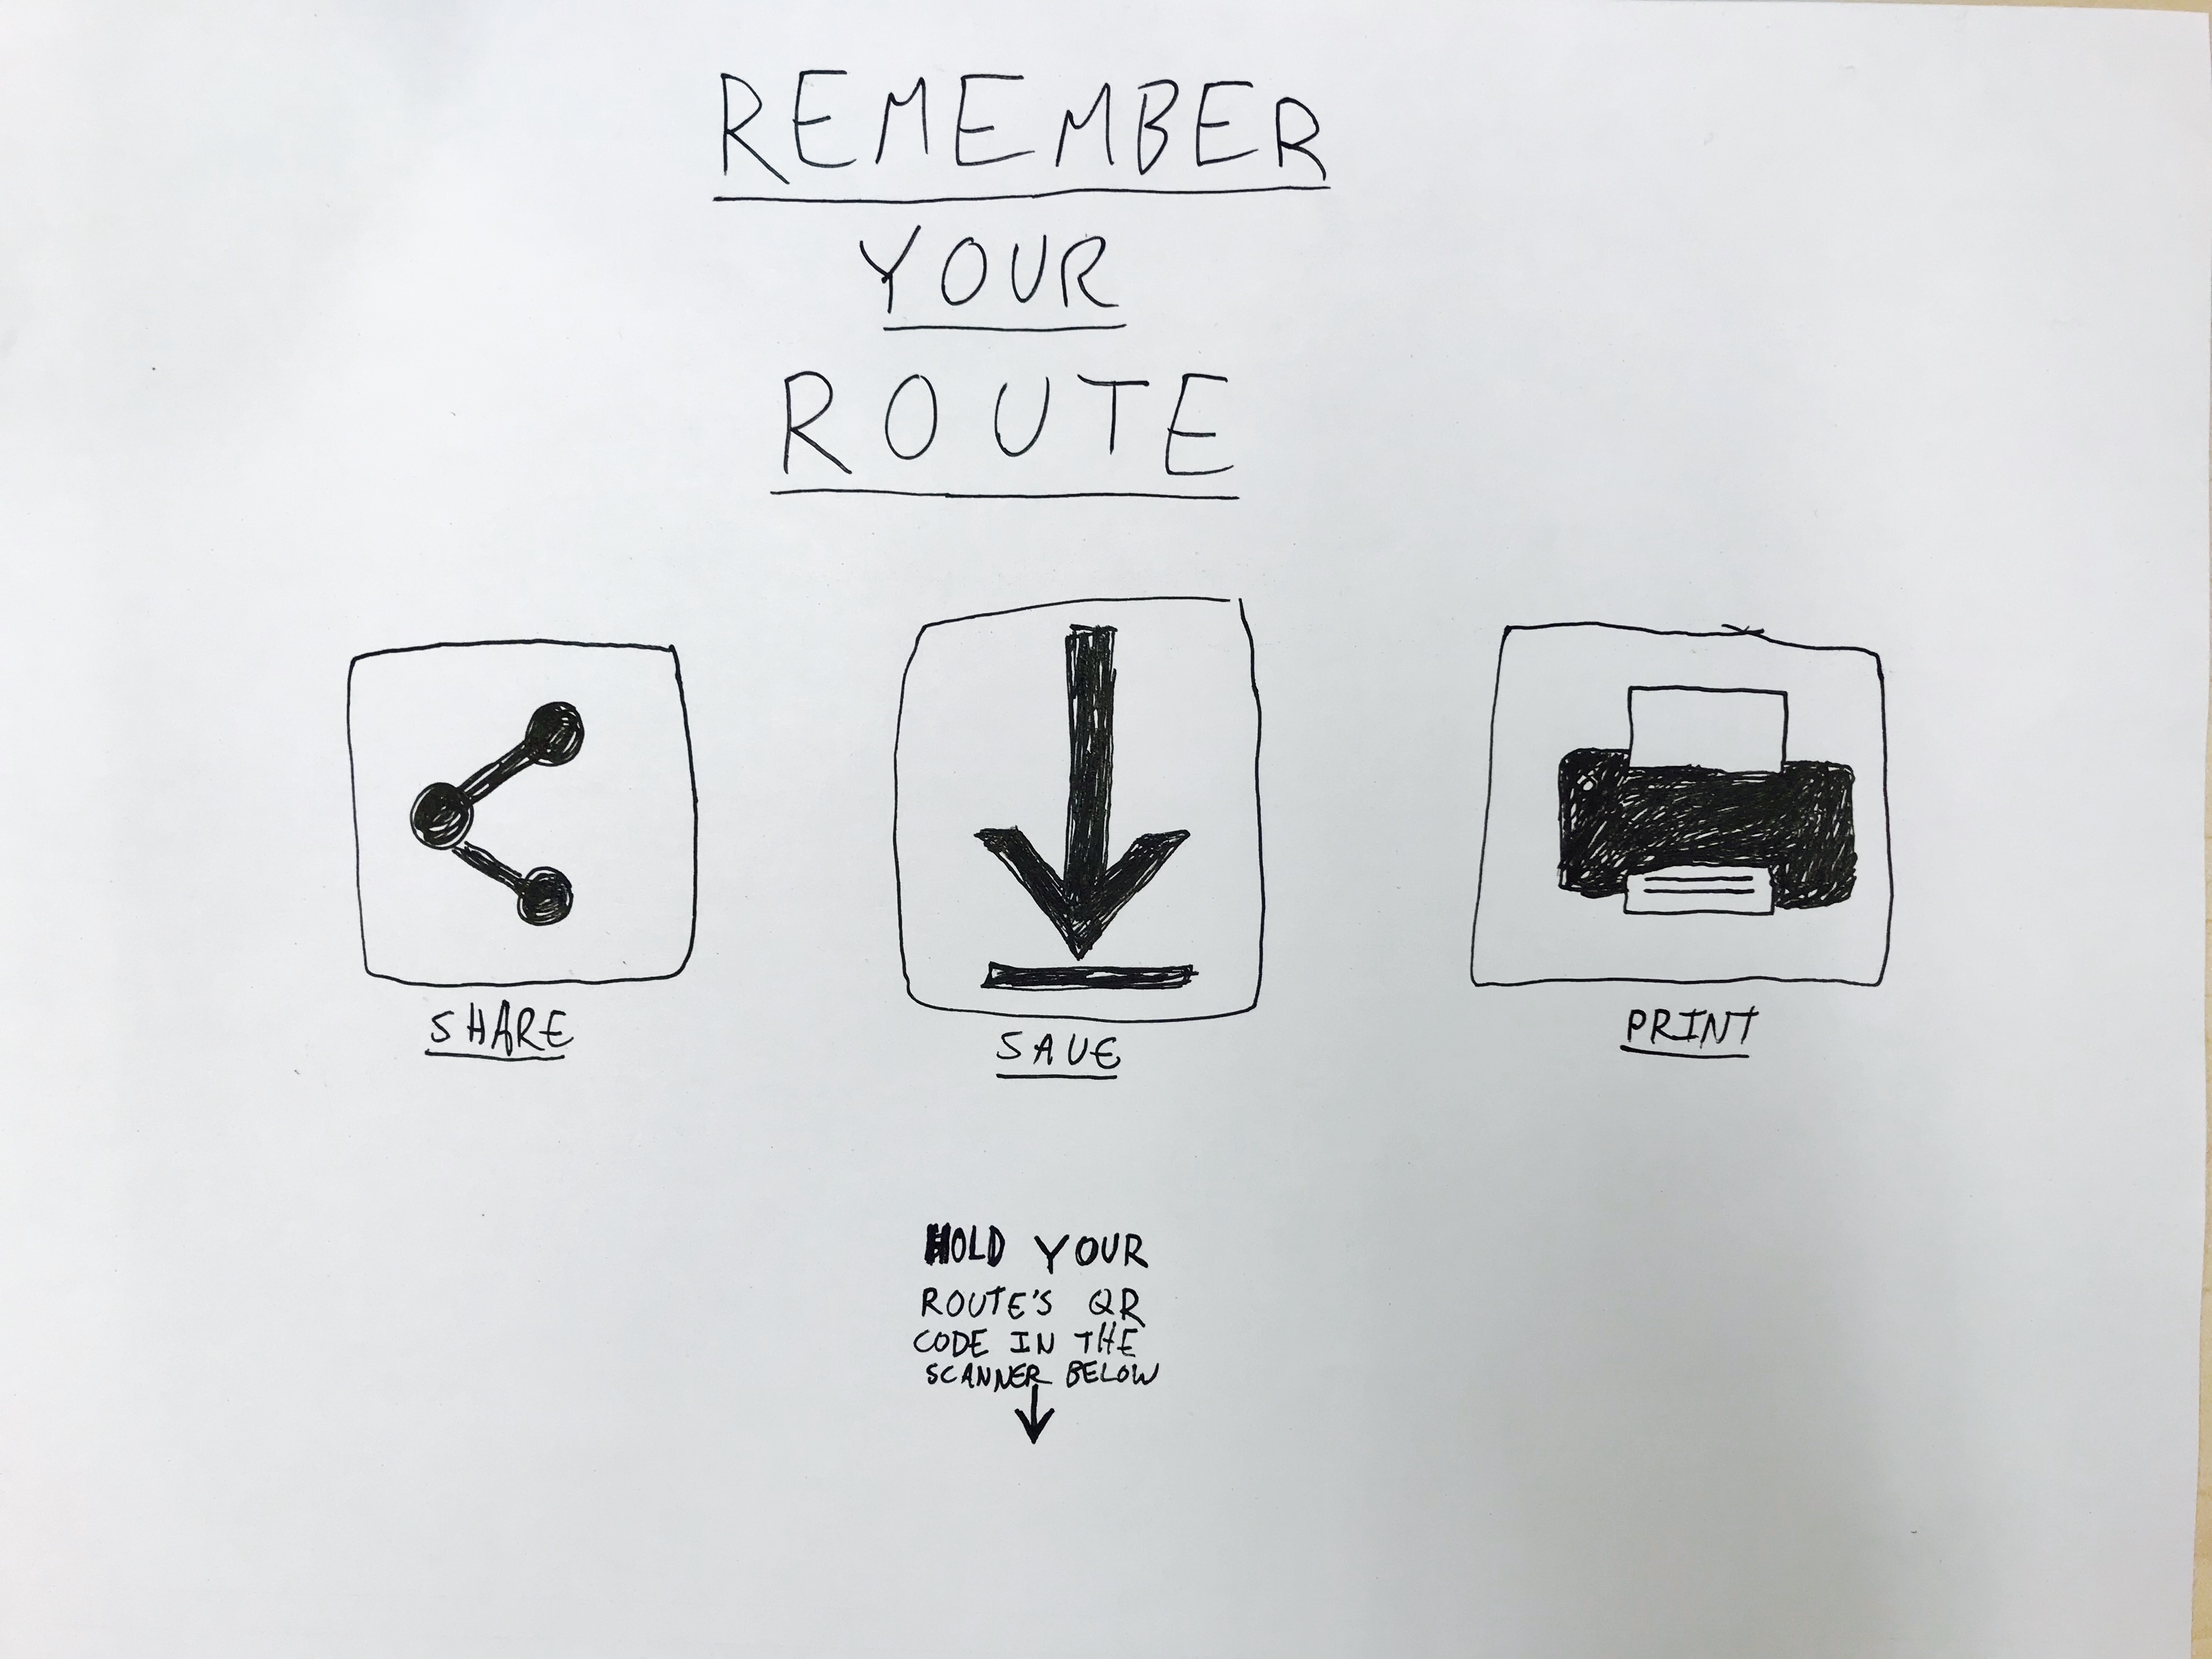 REMEMBER
YOUR
ROUTE
SHARE
SAVE
PRINT
HOLD YOUR
ROUTE'S QR
CODE IN THE
SCANNER BELOW